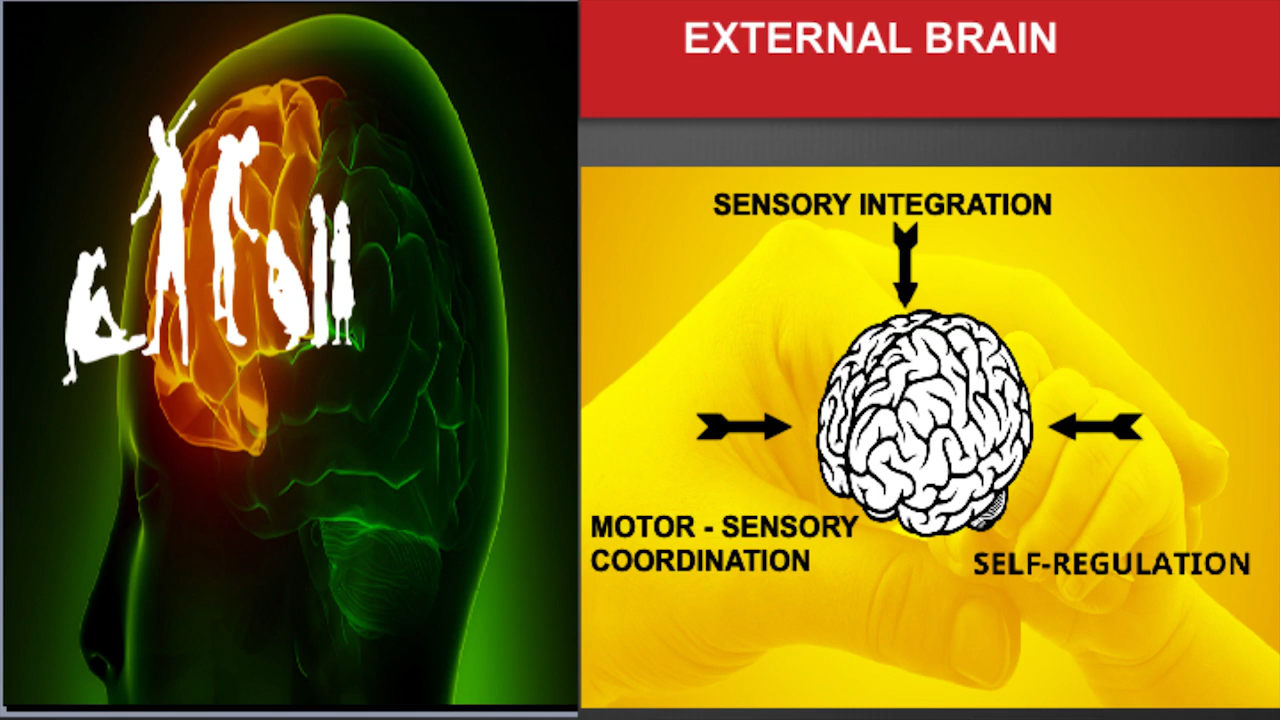 EXTERNAL BRAIN
SENSORY INTEGRATION
MOTOR - SENSORY
COORDINATION
SELF-REGULATION